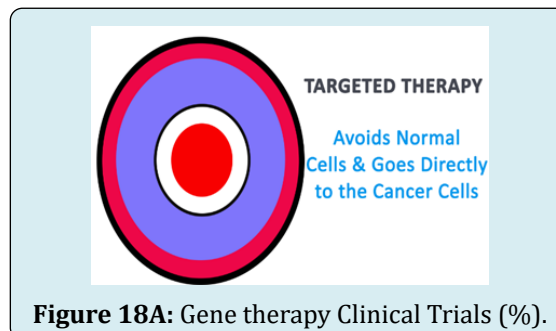 TARGETED THERAPY
Avoids Normal
Cells & Goes Directly
to the Cancer Cells
Figure 18A: Gene therapy Clinical Trials (%).